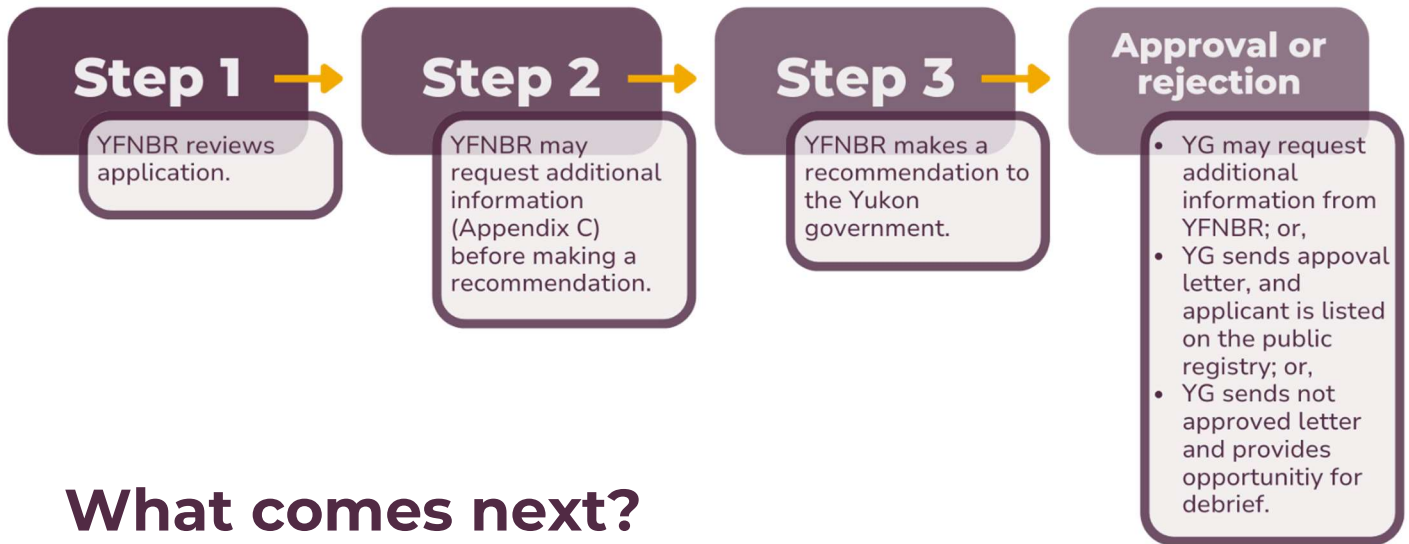 Step 1
YFNBR reviews
application.
Step 2
YFNBR may
request additional
information
(Appendix C)
before making a
recommendation.
Step 3
YFNBR makes a
recommendation to
the Yukon
government.
Approval or
rejection
• YG may request
additional
information from
YFNBR; or,
• YG sends appoval
letter, and
applicant is listed
on the public
registry; or,
• YG sends not
approved letter
and provides
opportunitiy for
debrief.
What comes next?